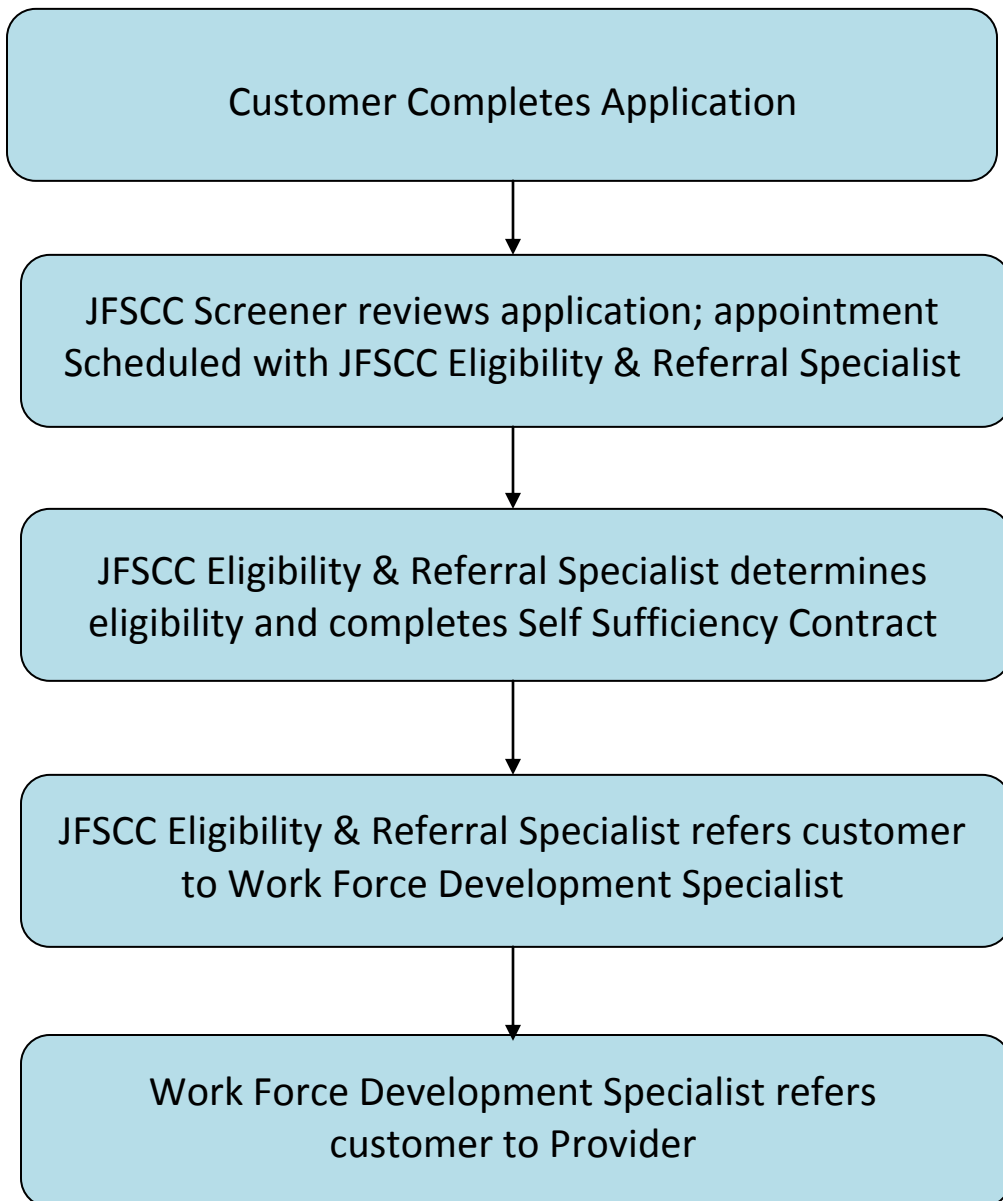 Customer Completes Application
JFSCC Screener reviews application; appointment
Scheduled with JFSCC Eligibility & Referral Specialist
JFSCC Eligibility & Referral Specialist determines
eligibility and completes Self Sufficiency Contract
JFSCC Eligibility & Referral Specialist refers customer
to Work Force Development Specialist
Work Force Development Specialist refers
customer to Provider